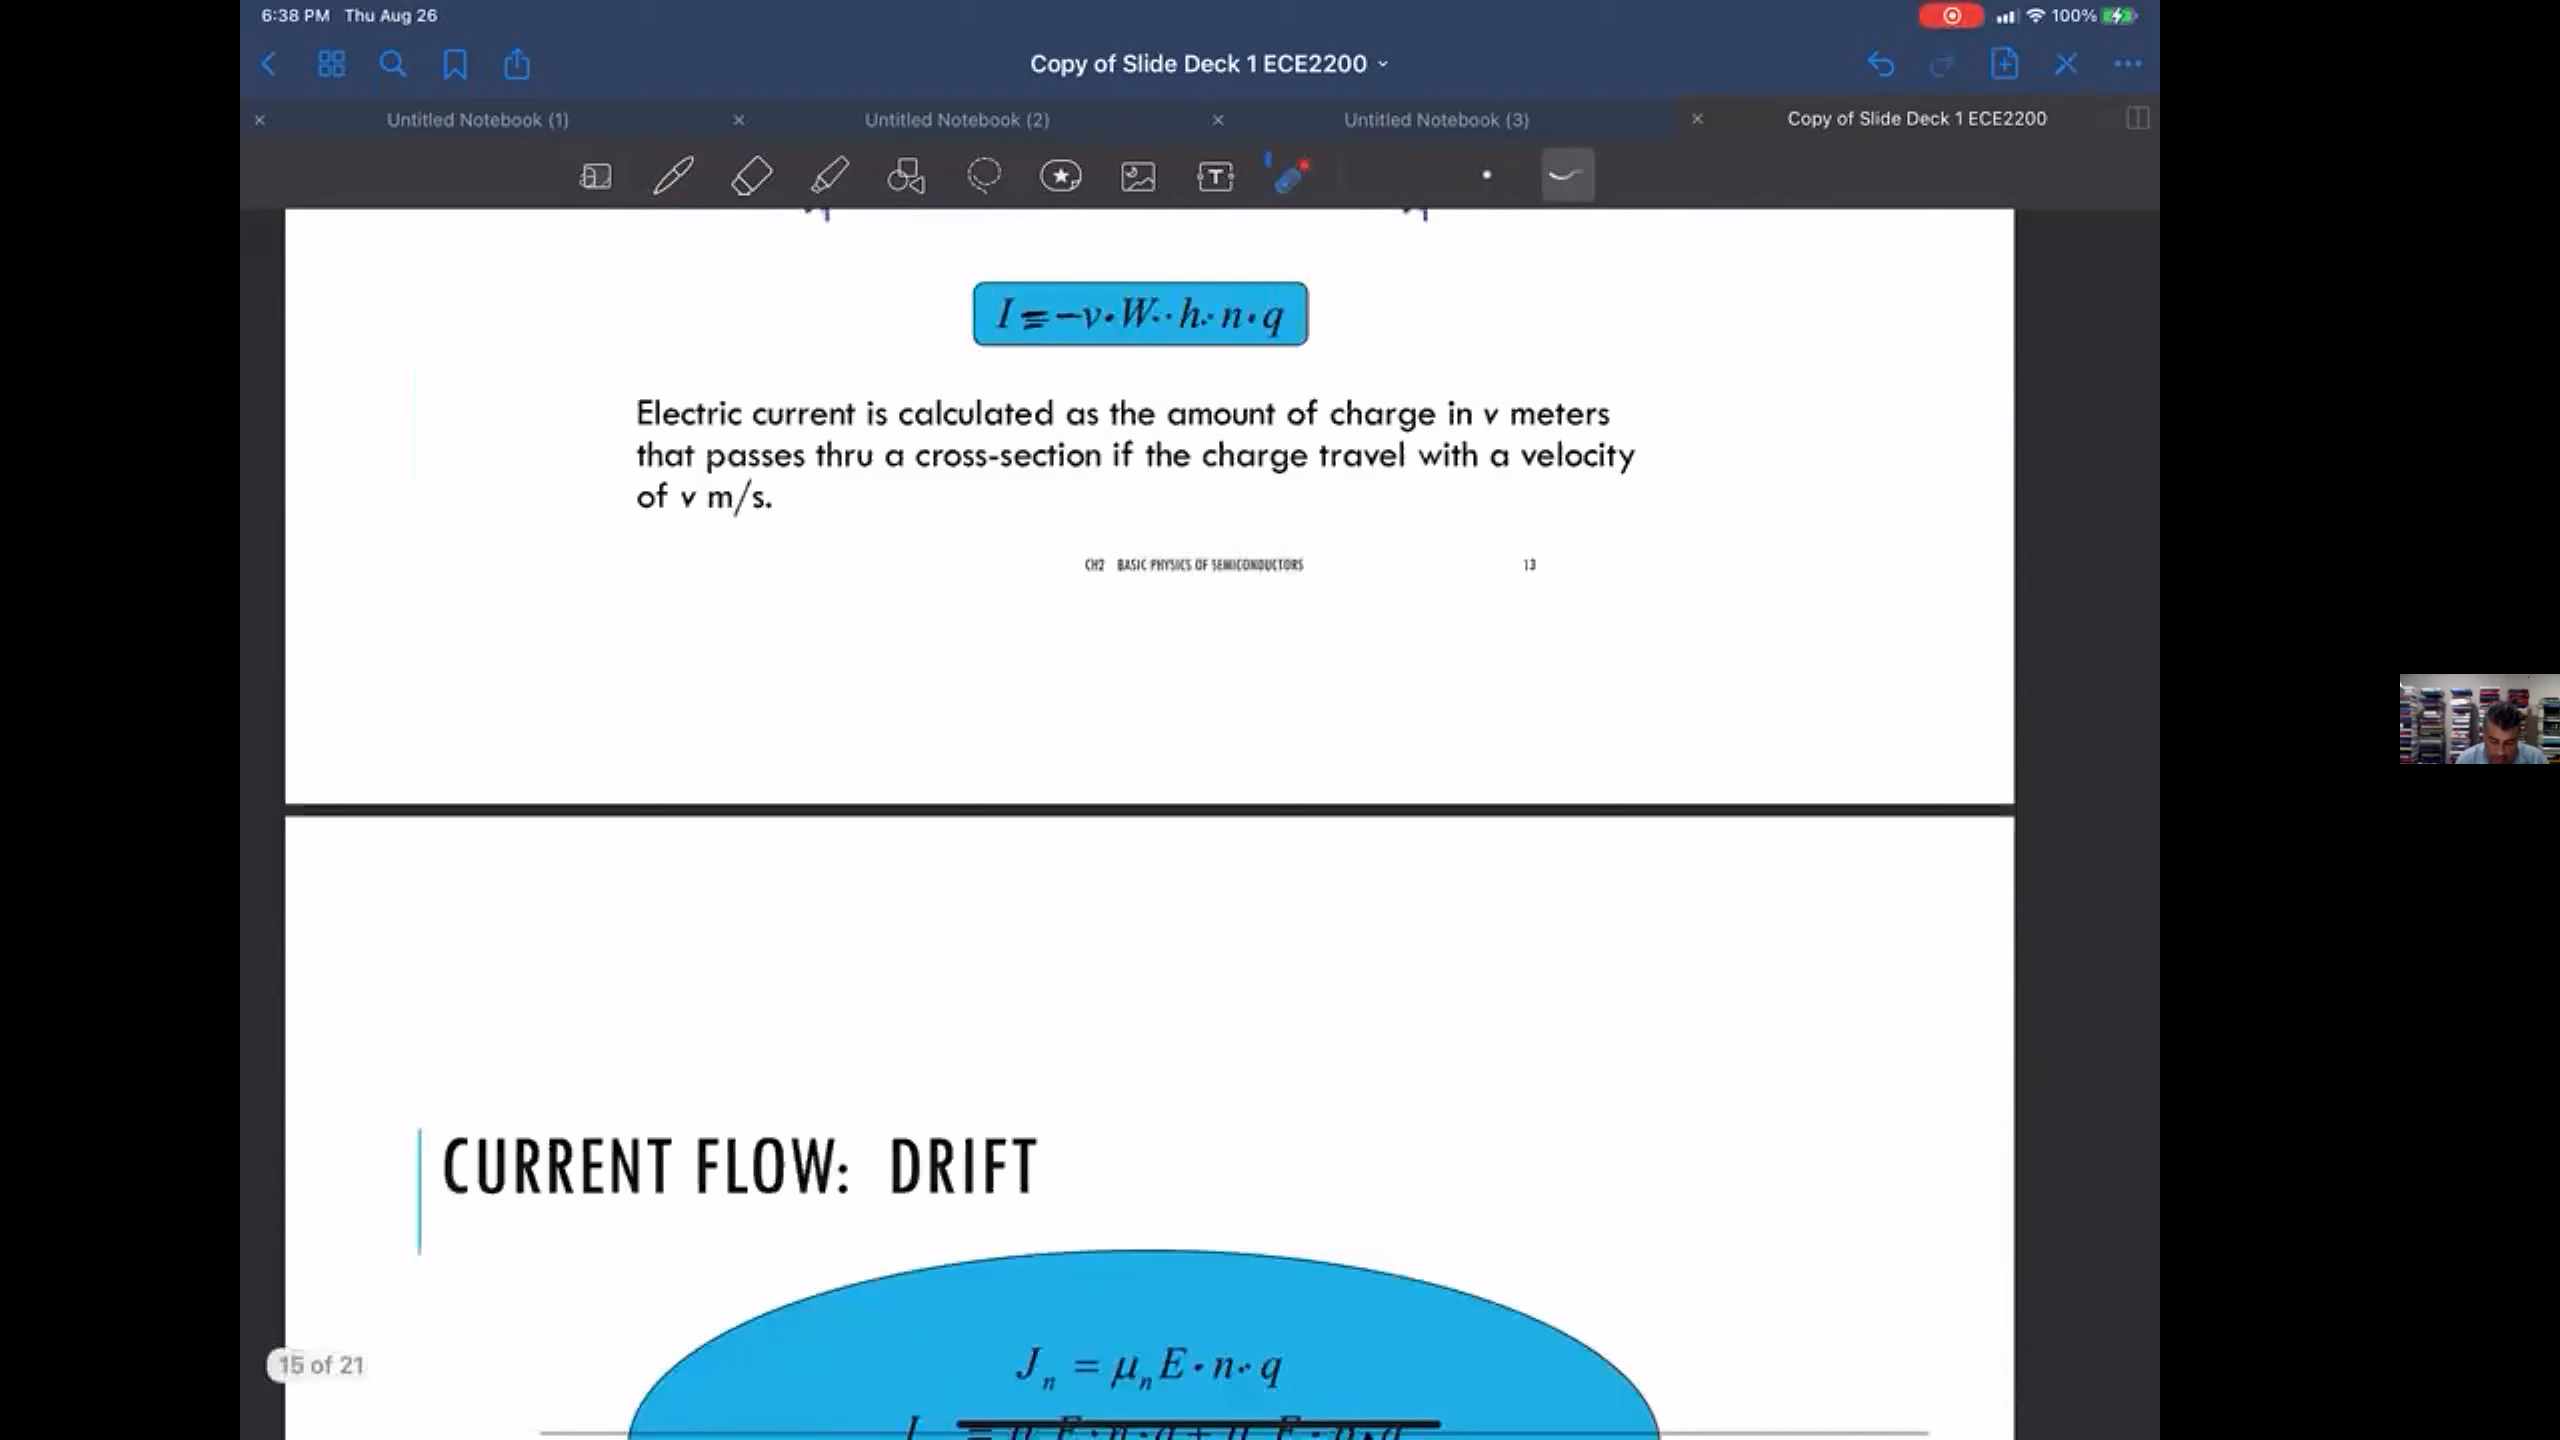 6:38 PM Thu Aug 26
100%
Copy of Slide Deck 1 ECE2200
Untitled Notebook (1)
Untitled Notebook (2)
Untitled Notebook (3)
Copy of Slide Deck 1 ECE2200
I = −v · W · h · n · q
Electric current is calculated as the amount of charge in v meters
that passes thru a cross-section if the charge travel with a velocity
of v m/s.
CH2 BASIC PHYSICS OF SEMICONDUCTORS 13
CURRENT FLOW: DRIFT
15 of 21
Jₙ = μₙE · n · q